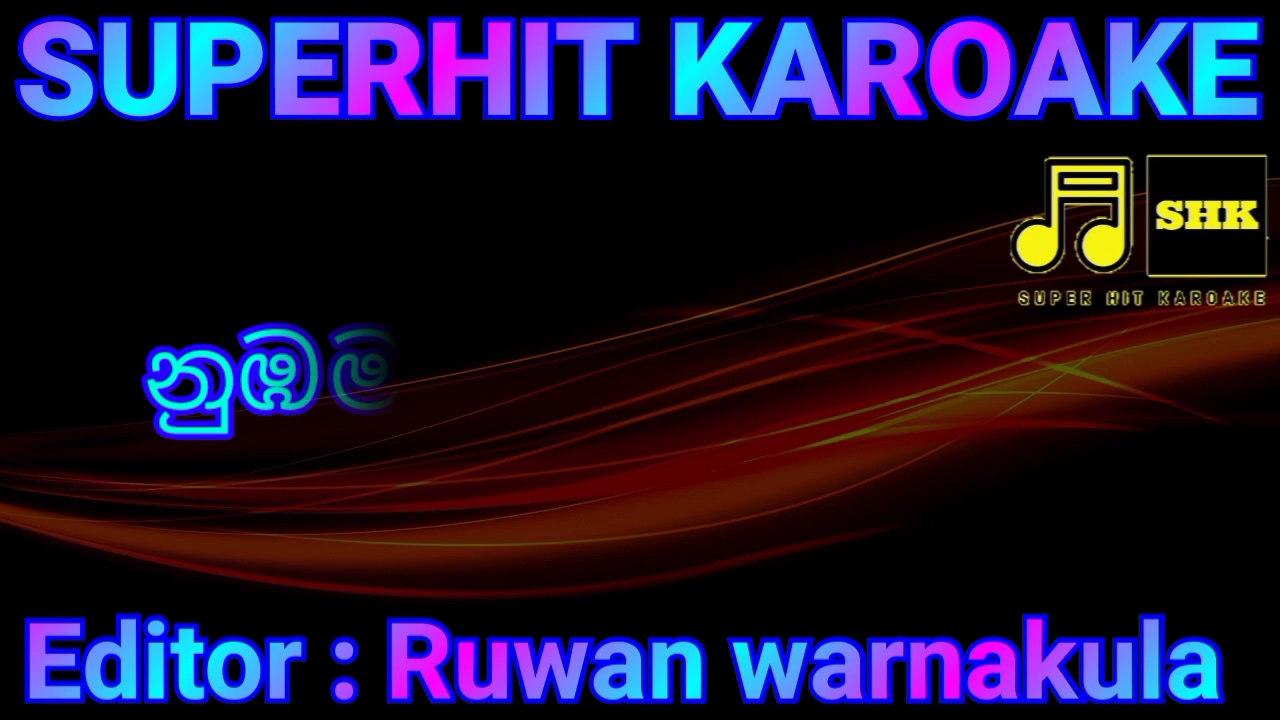 SUPERHIT KAROAKE
SHK
SUPER HIT KAROAKE
නුඹ
Editor : Ruwan warnakula